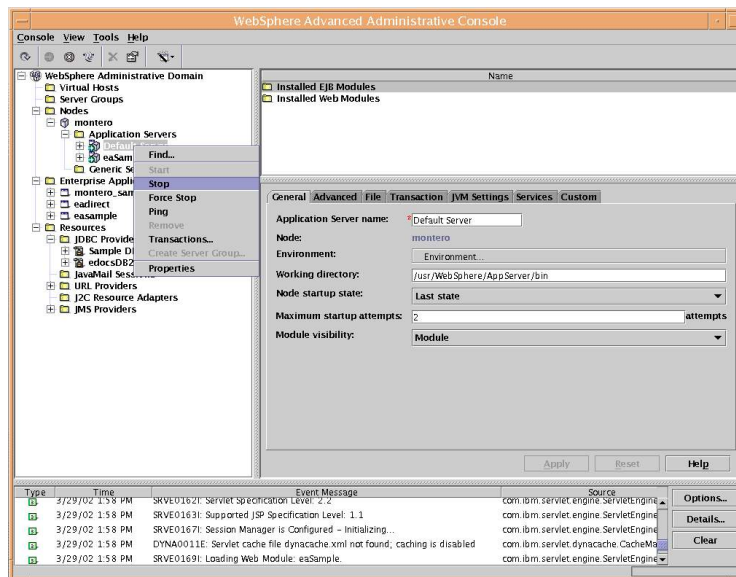 WebSphere Advanced Administrative Console
Console View Tools Help
WebSphere Administrative Domain
Virtual Hosts
Server Groups
Nodes
montero
Application Servers
Default
eaSam
Generic Se
Enterprise Appli
montero_sam
eadirect
easample
Resources
JDBC Provide
Sample D
edocsDB2
JavaMail Sess
URL Providers
J2C Resource Adapters
JMS Providers
Find...
Start
Stop
Force Stop
Ping
Remove
Transactions...
Create Server Group...
Properties
Name
Installed EJB Modules
Installed Web Modules
General Advanced File Transaction JVM Settings Services Custom
Application Server name: *Default Server
Node: montero
Environment: Environment...
Working directory: /usr/WebSphere/AppServer/bin
Node startup state: Last state
Maximum startup attempts: 2 attempts
Module visibility: Module
Apply Reset Help
Type Time Event Message Source
3/29/02 1:58 PM SRVE0162I: Servlet Specification Level: 2.2 com.ibm.servlet.engine.ServletEngine
3/29/02 1:58 PM SRVE0163I: Supported JSP Specification Level: 1.1 com.ibm.servlet.engine.ServletEngine
3/29/02 1:58 PM SRVE0167I: Session Manager is Configured - Initializing... com.ibm.servlet.engine.ServletEngine
3/29/02 1:58 PM DYNA0011E: Servlet cache file dynacache.xml not found; caching is disabled com.ibm.servlet.dynacache.CacheMa
3/29/02 1:58 PM SRVE0169I: Loading Web Module: eaSample. com.ibm.servlet.engine.ServletEngine
Options...
Details...
Clear